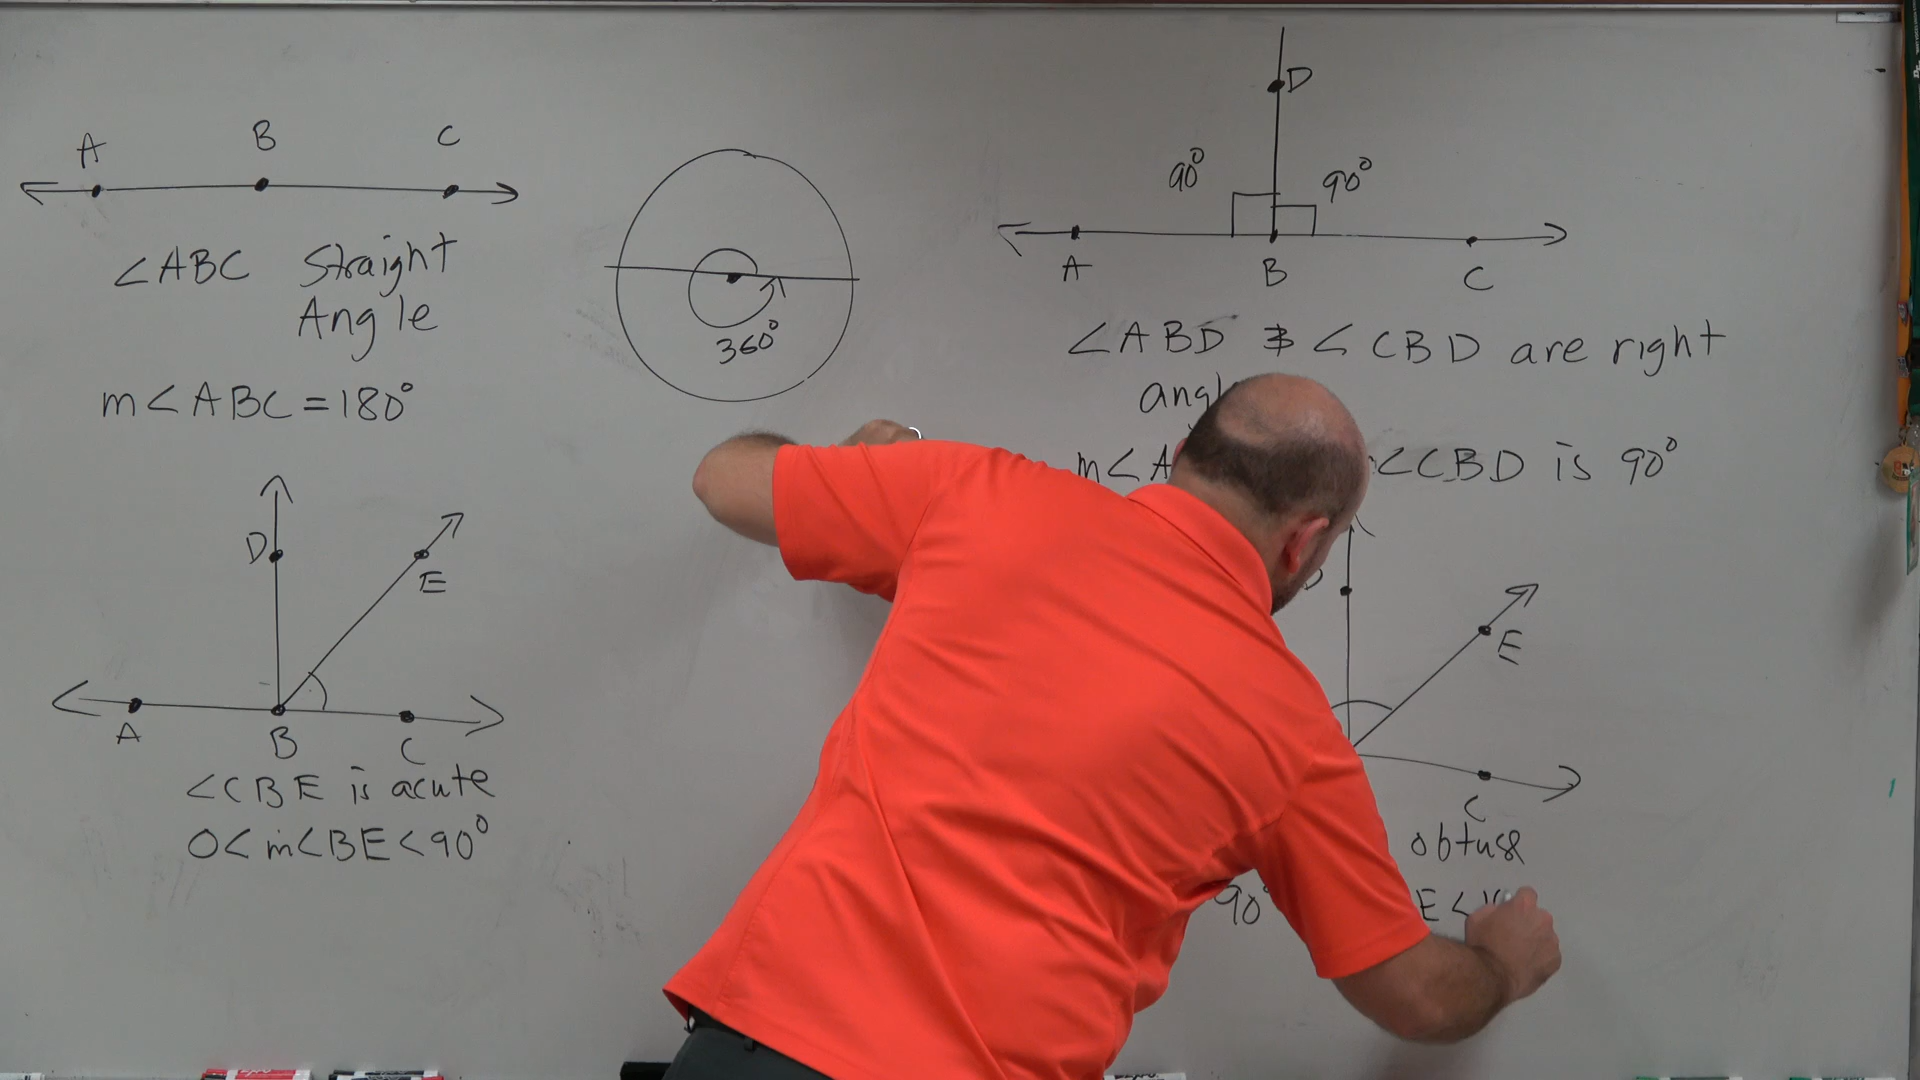 A B C
∠ABC Straight
Angle
m∠ABC = 180°
D E
A B C
∠CBE is acute
0 < m∠BE < 90°
360°
D
90° 90°
A B C
∠ABD & ∠CBD are right
m∠A ∠CBD is 90°
E
C
obtuse
90° E <